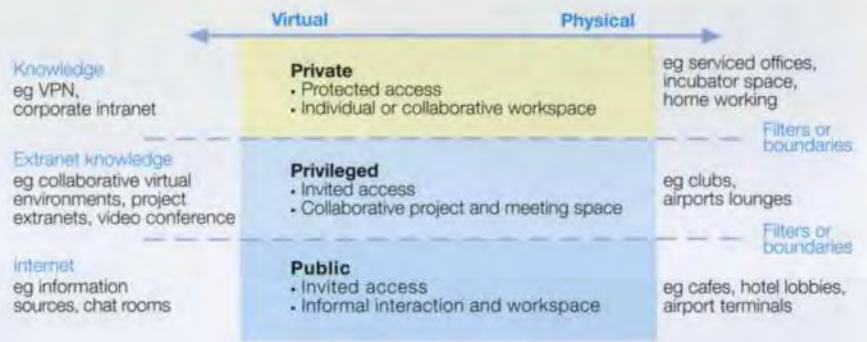 Virtual
Physical
Knowledge
eg VPN,
corporate intranet
Private
• Protected access
• Individual or collaborative workspace
eg serviced offices,
incubator space,
home working
Filters or
boundaries
Extranet knowledge
eg collaborative virtual
environments, project
extranets, video conference
Privileged
• Invited access
• Collaborative project and meeting space
eg clubs,
airports lounges
Filters or
boundaries
Internet
eg information
sources, chat rooms
Public
• Invited access
• Informal interaction and workspace
eg cafes, hotel lobbies,
airport terminals